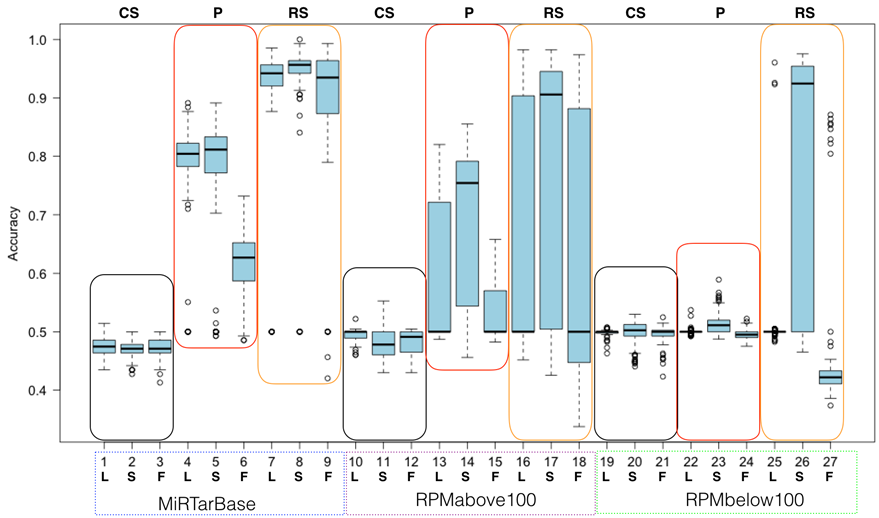 CS P RS CS P RS CS P RS
1.0
0.9
0.8
0.7
0.6
0.5
0.4
Accuracy
1 2 3 4 5 6 7 8 9 10 11 12 13 14 15 16 17 18 19 20 21 22 23 24 25 26 27
L S F L S F L S F L S F L S F L S F L S F L S F L S F
MiRTarBase RPMabove100 RPMbelow100